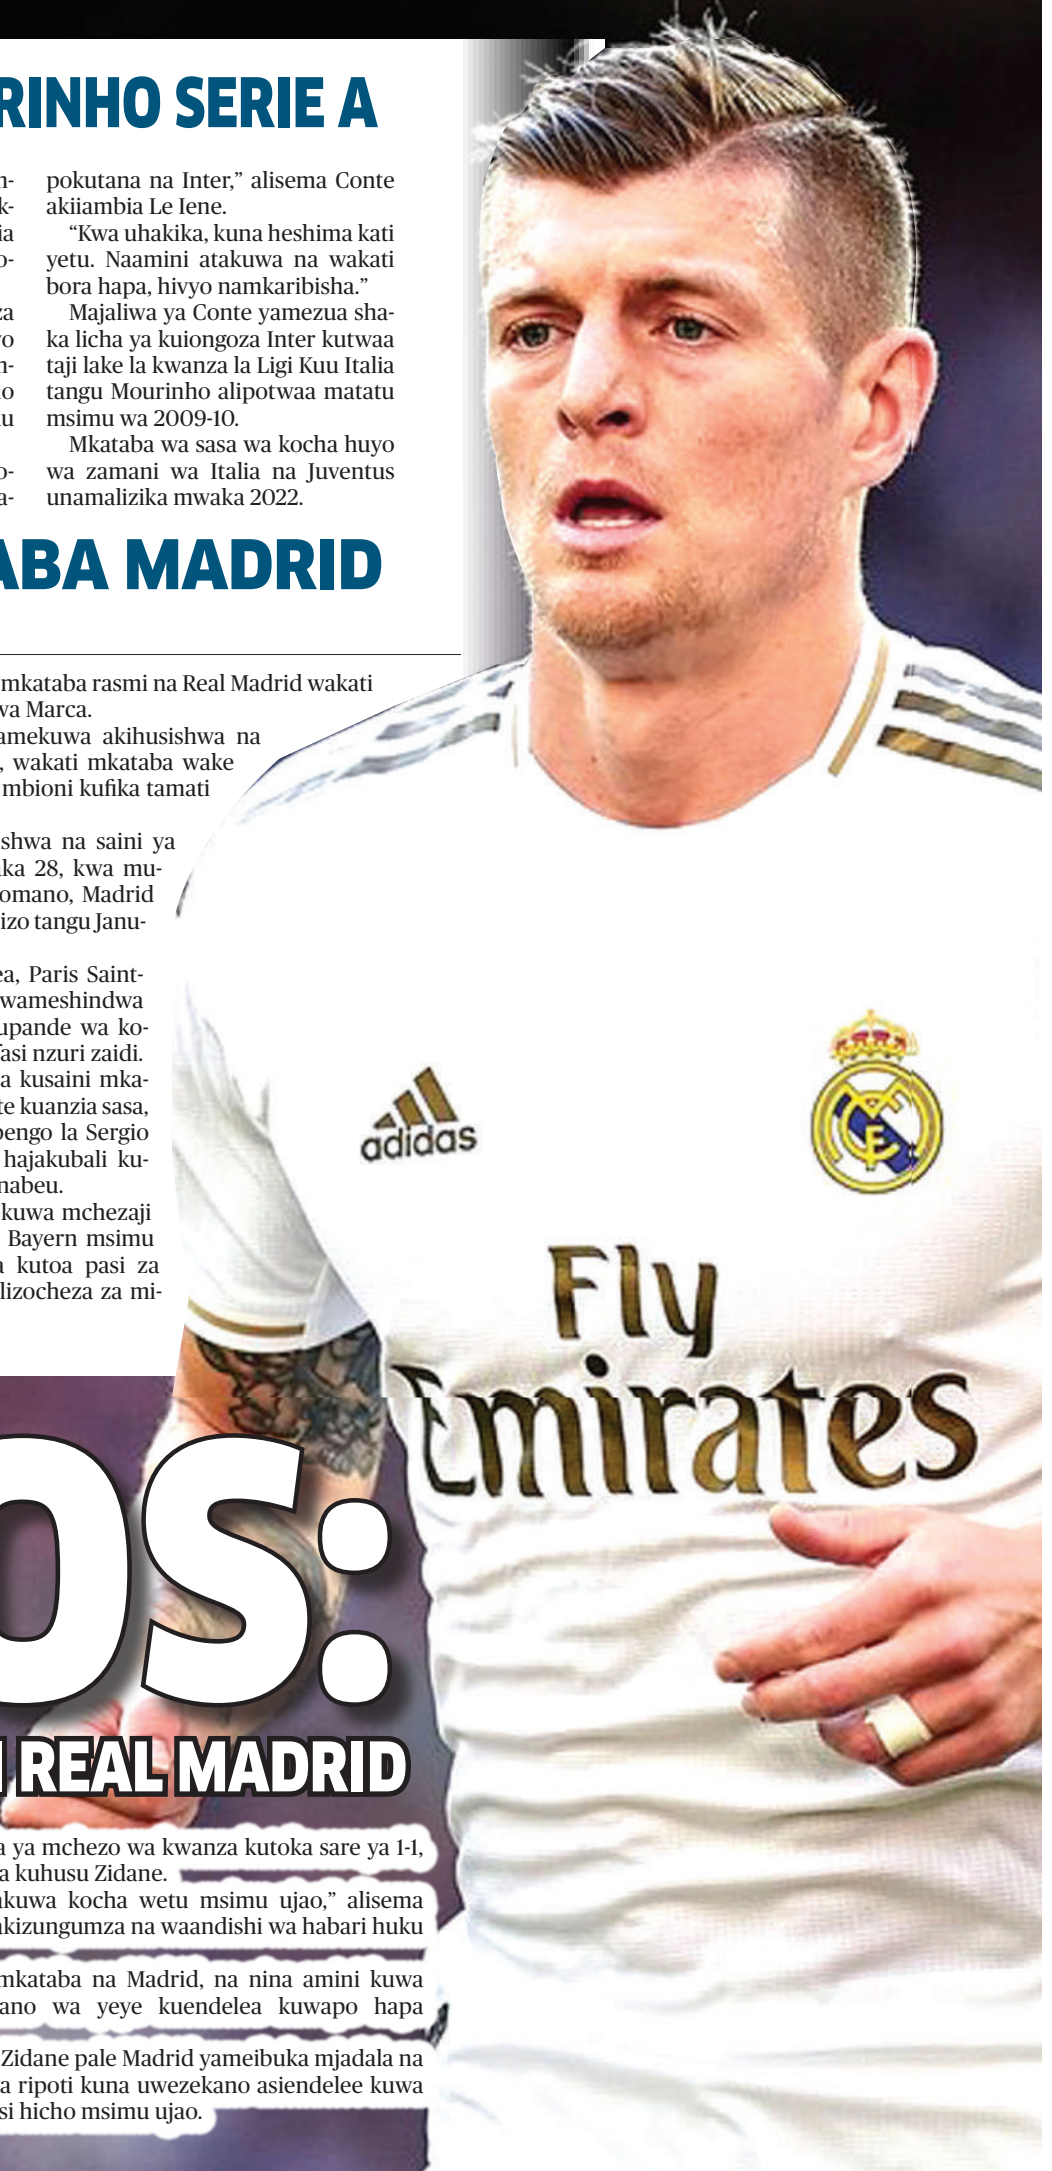 RINHO SERIE A
pokutana na Inter,” alisema Conte
akiiambia Le Iene.
“Kwa uhakika, kuna heshima kati
yetu. Naamini atakuwa na wakati
bora hapa, hivyo namkaribisha.”
Majaliwa ya Conte yamezua sha-
ka licha ya kuiongoza Inter kutwaa
taji lake la kwanza la Ligi Kuu Italia
tangu Mourinho alipotwaa matatu
msimu wa 2009-10.
Mkataba wa sasa wa kocha huyo
wa zamani wa Italia na Juventus
unamalizika mwaka 2022.
ABA MADRID
mkataba rasmi na Real Madrid wakati
wa Marca.
amekuwa akihusishwa na
, wakati mkataba wake
mbioni kufika tamati
shwa na saini ya
ka 28, kwa mu-
omano, Madrid
izo tangu Janu-
ea, Paris Saint-
wameshindwa
upande wa ko-
fasi nzuri zaidi.
a kusaini mka-
te kuanzia sasa,
pengo la Sergio
hajakubali ku-
nabeu.
kuwa mchezaji
Bayern msimu
a kutoa pasi za
lizocheza za mi-
adidas
Fly
Emirates
OS:
I REAL MADRID
a ya mchezo wa kwanza kutoka sare ya 1-1,
a kuhusu Zidane.
akuwa kocha wetu msimu ujao,” alisema
akizungumza na waandishi wa habari huku
mkataba na Madrid, na nina amini kuwa
ano wa yeye kuendelea kuwapo hapa
Zidane pale Madrid yameibuka mjadala na
a ripoti kuna uwezekano asiendelee kuwa
si hicho msimu ujao.